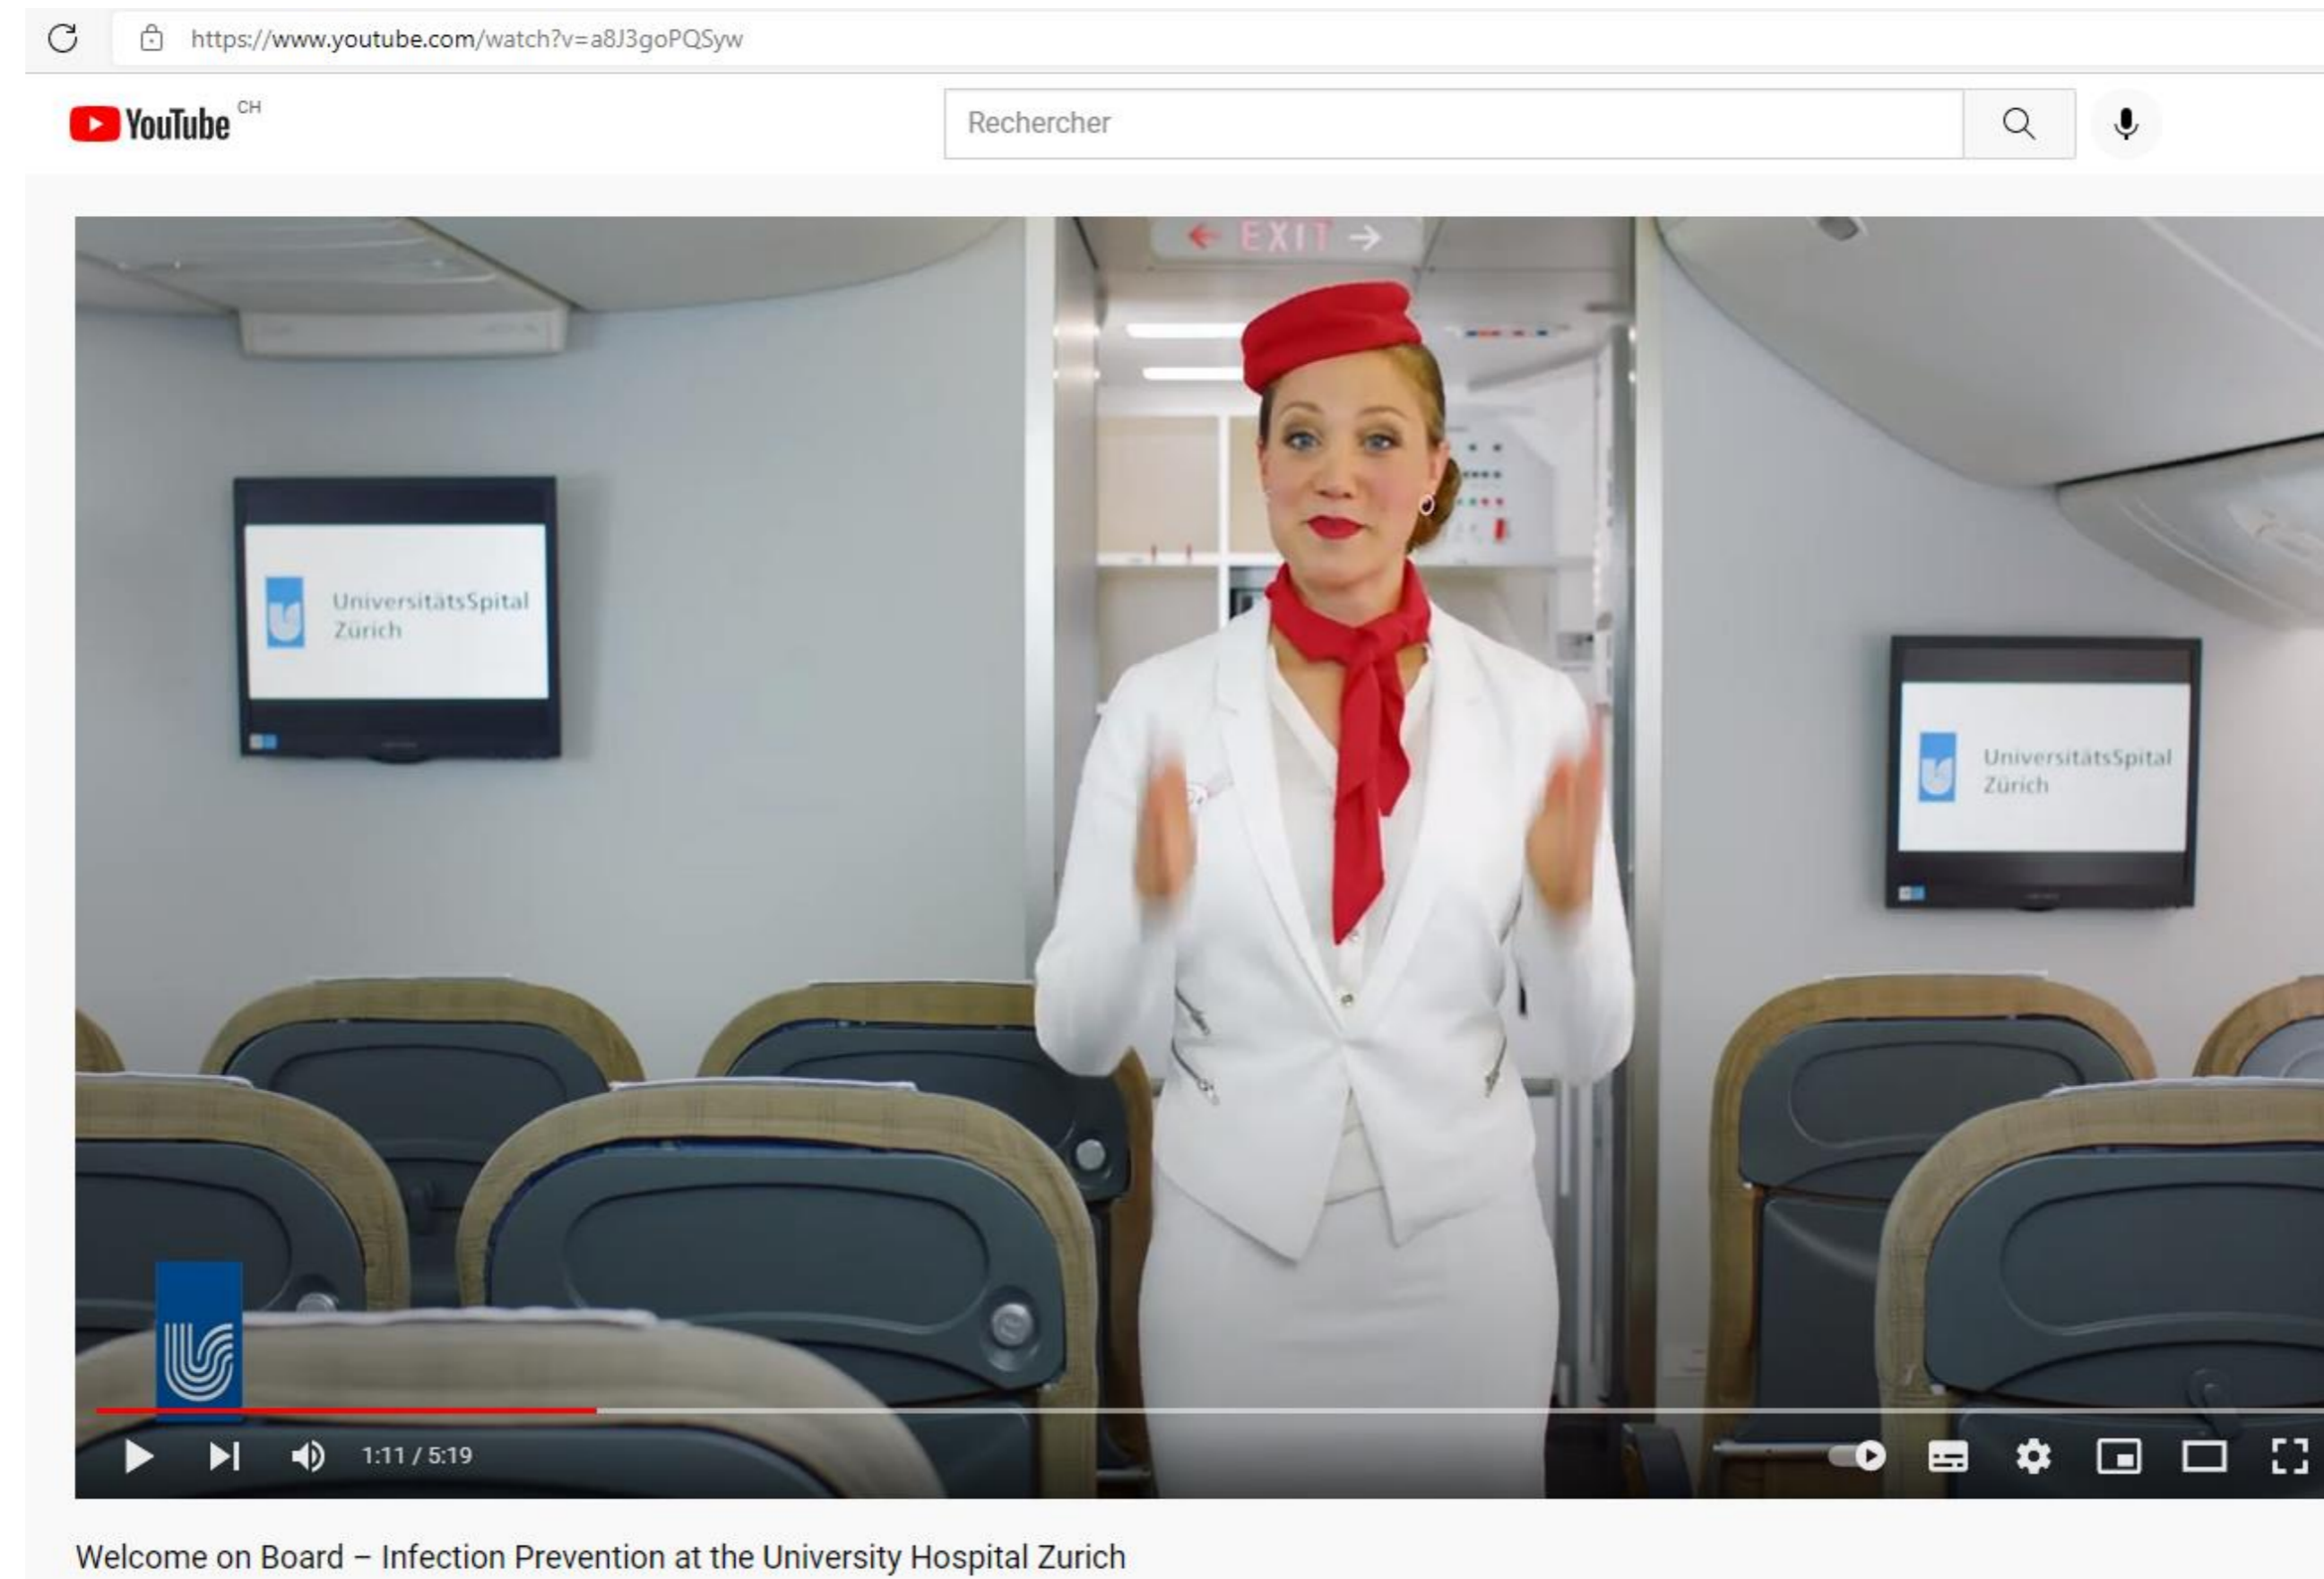 https://www.youtube.com/watch?v=a8J3goPQSyw
YouTube CH
Rechercher
← EXIT →
UniversitätsSpital
Zürich
UniversitätsSpital
Zürich
1:11 / 5:19
Welcome on Board – Infection Prevention at the University Hospital Zurich